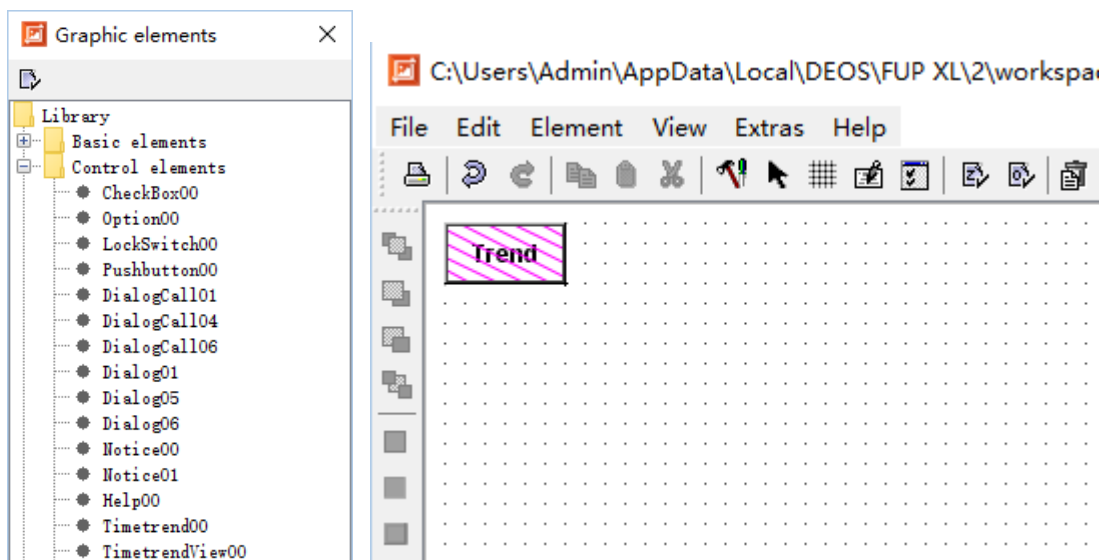 Graphic elements
Library
Basic elements
Control elements
CheckBox00
Option00
LockSwitch00
Pushbutton00
DialogCall01
DialogCall04
DialogCall06
Dialog01
Dialog05
Dialog06
Notice00
Notice01
Help00
Timetrend00
TimetrendView00
C:\Users\Admin\AppData\Local\DEOS\FUP XL\2\workspac
File Edit Element View Extras Help
Trend